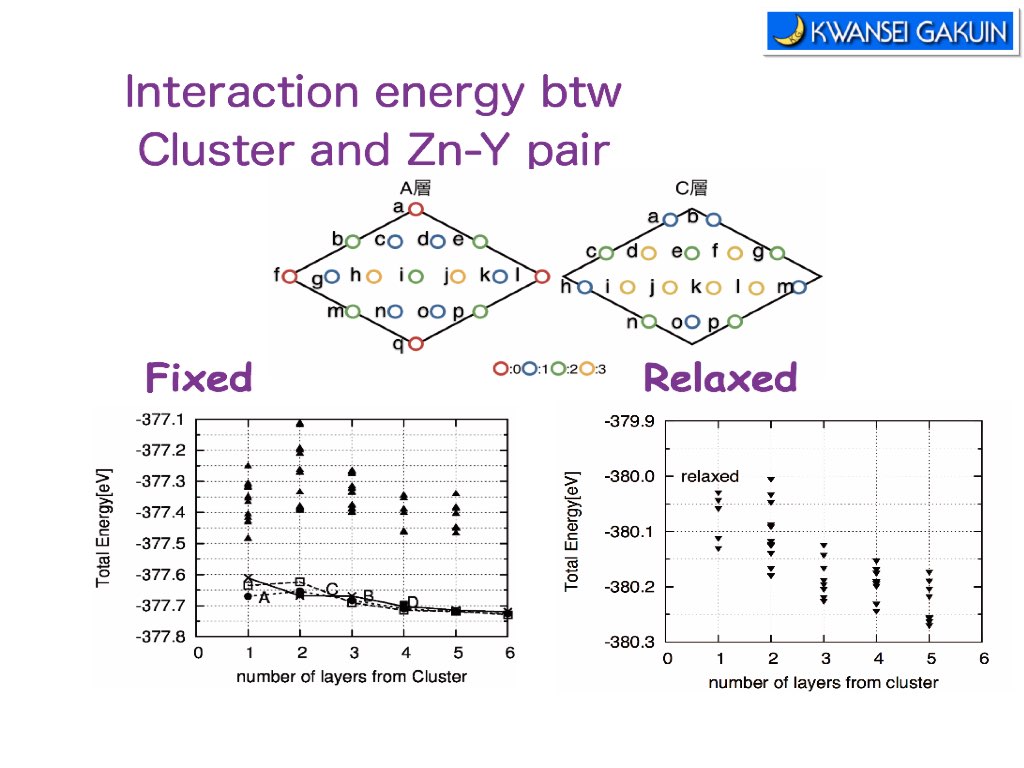 KWANSEI GAKUIN
Interaction energy btw
Cluster and Zn-Y pair
A層
a
b c d e
f g h i j k l
m n o p
q
C層
a b
c d e f g
h i j k l m
n o p
:0 :1 :2 :3
Fixed
-377.1
-377.2
-377.3
-377.4
-377.5
-377.6
-377.7
-377.8
Total Energy[eV]
A C B D
0 1 2 3 4 5 6
number of layers from Cluster
Relaxed
-379.9
-380.0
-380.1
-380.2
-380.3
Total Energy[eV]
relaxed
0 1 2 3 4 5 6
number of layers from cluster